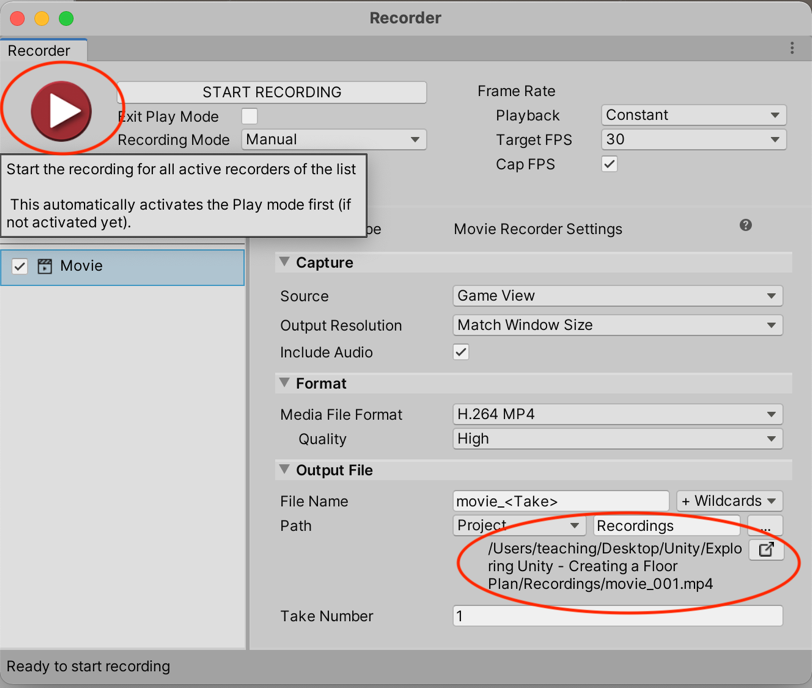 Recorder
Recorder
START RECORDING
Exit Play Mode
Recording Mode Manual
Frame Rate
Playback Constant
Target FPS 30
Cap FPS
Start the recording for all active recorders of the list
This automatically activates the Play mode first (if
not activated yet).
Movie Recorder Settings
Movie
Capture
Source Game View
Output Resolution Match Window Size
Include Audio
Format
Media File Format H.264 MP4
Quality High
Output File
File Name movie_<Take> + Wildcards
Path Project Recordings ...
/Users/teaching/Desktop/Unity/Explo
ring Unity - Creating a Floor
Plan/Recordings/movie_001.mp4
Take Number 1
Ready to start recording